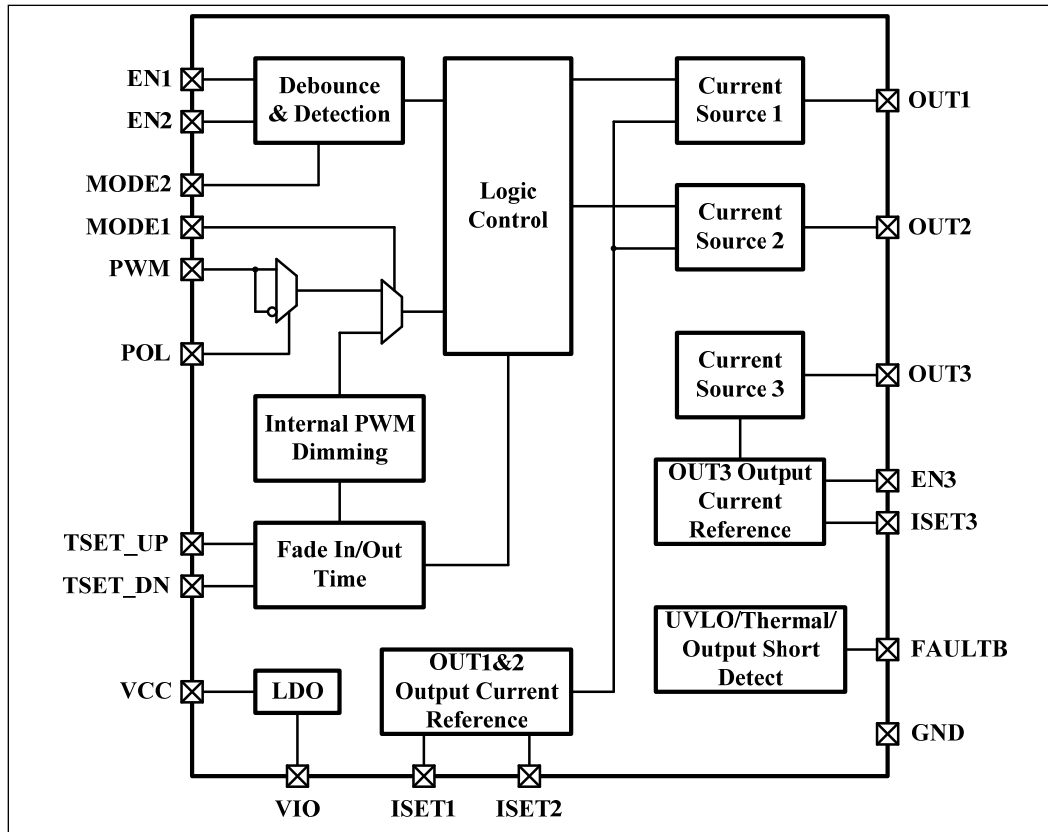 EN1
EN2
MODE2
MODE1
PWM
POL
TSET_UP
TSET_DN
VCC
Debounce
& Detection
Logic
Control
Internal PWM
Dimming
Fade In/Out
Time
LDO
OUT1&2
Output Current
Reference
Current
Source 1
Current
Source 2
Current
Source 3
OUT3 Output
Current
Reference
UVLO/Thermal/
Output Short
Detect
OUT1
OUT2
OUT3
EN3
ISET3
FAULTB
GND
VIO
ISET1
ISET2